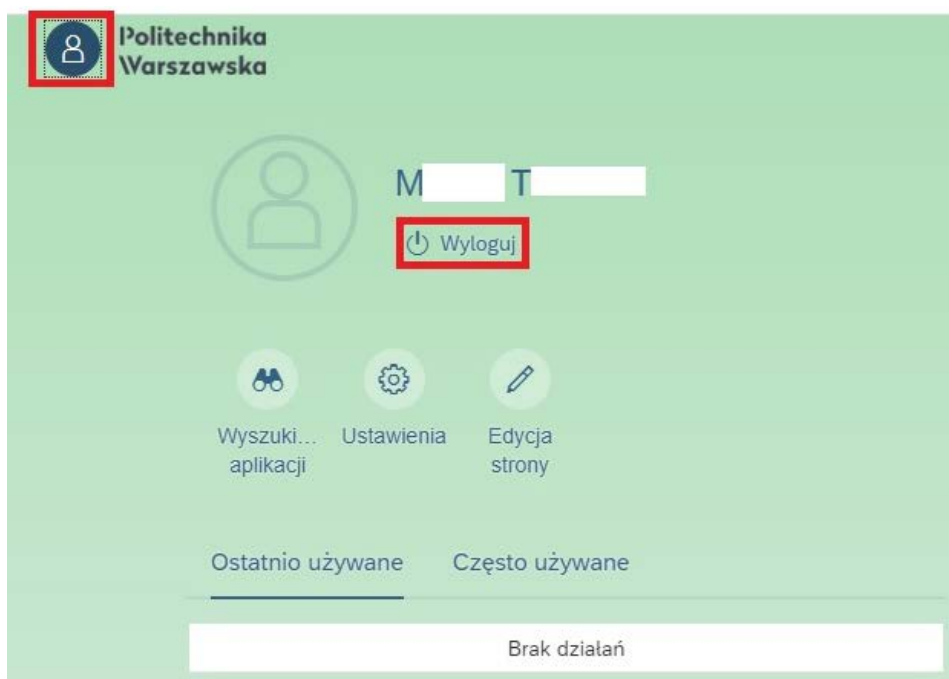 Politechnika
Warszawska
M T
Wyloguj
Wyszuki... Ustawienia Edycja
aplikacji strony
Ostatnio używane Często używane
Brak działań